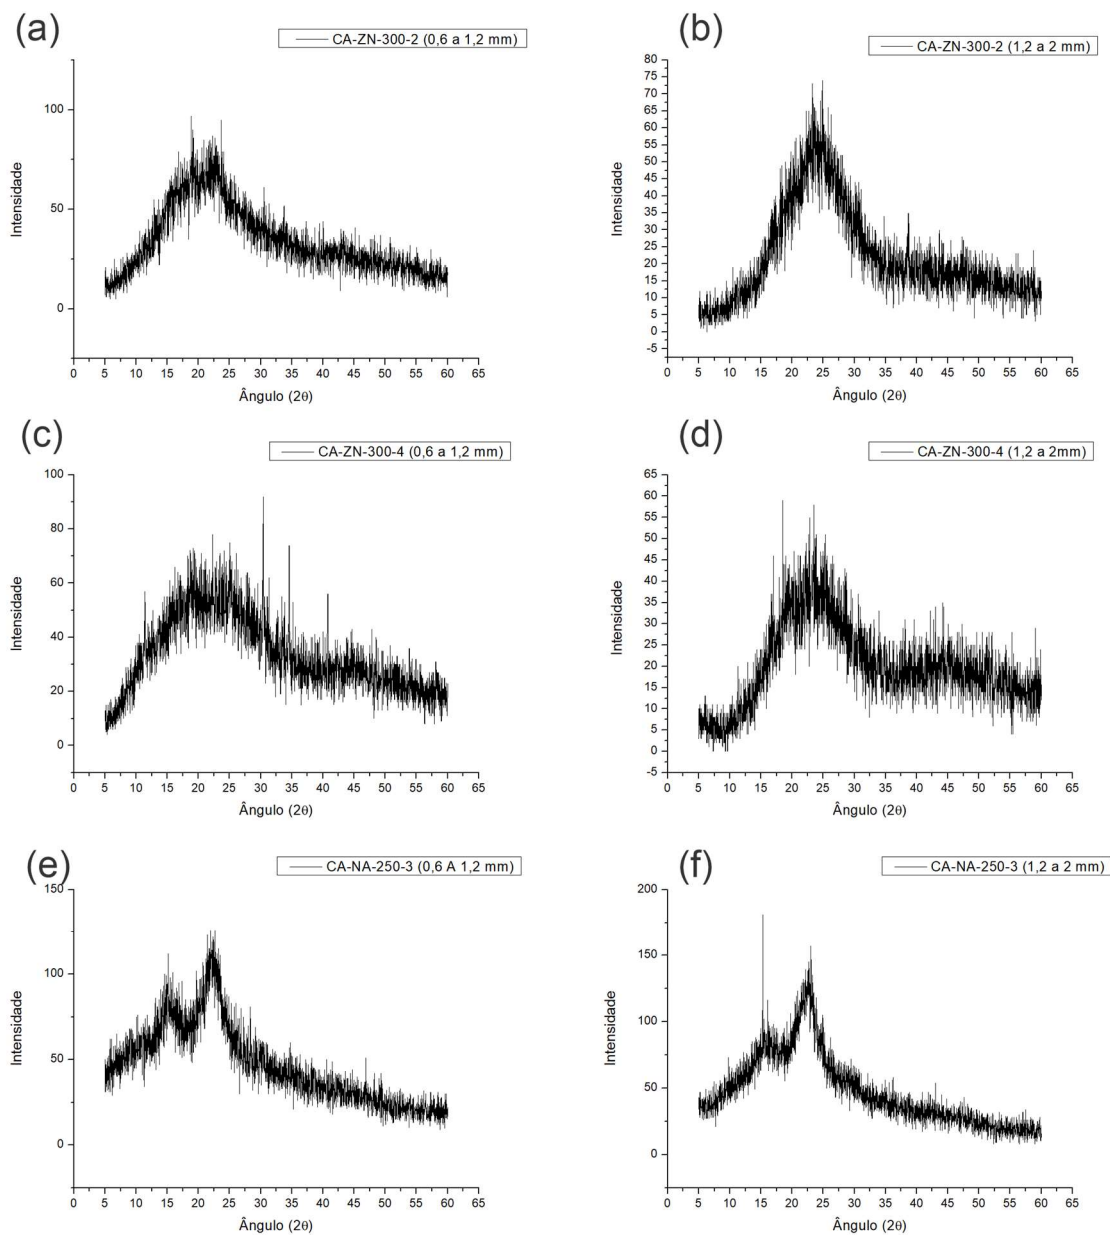 (a)
CA-ZN-300-2 (0,6 a 1,2 mm)
Intensidade
100
50
0
0 5 10 15 20 25 30 35 40 45 50 55 60 65
Ângulo (2θ)
(b)
CA-ZN-300-2 (1,2 a 2 mm)
Intensidade
80
75
70
65
60
55
50
45
40
35
30
25
20
15
10
5
0
-5
0 5 10 15 20 25 30 35 40 45 50 55 60 65
Ângulo (2θ)
(c)
CA-ZN-300-4 (0,6 a 1,2 mm)
Intensidade
100
80
60
40
20
0
0 5 10 15 20 25 30 35 40 45 50 55 60 65
Ângulo (2θ)
(d)
CA-ZN-300-4 (1,2 a 2mm)
Intensidade
65
60
55
50
45
40
35
30
25
20
15
10
5
0
-5
0 5 10 15 20 25 30 35 40 45 50 55 60 65
Ângulo (2θ)
(e)
CA-NA-250-3 (0,6 A 1,2 mm)
Intensidade
150
100
50
0
0 5 10 15 20 25 30 35 40 45 50 55 60 65
Ângulo (2θ)
(f)
CA-NA-250-3 (1,2 a 2 mm)
Intensidade
200
150
100
50
0
0 5 10 15 20 25 30 35 40 45 50 55 60 65
Ângulo (2θ)